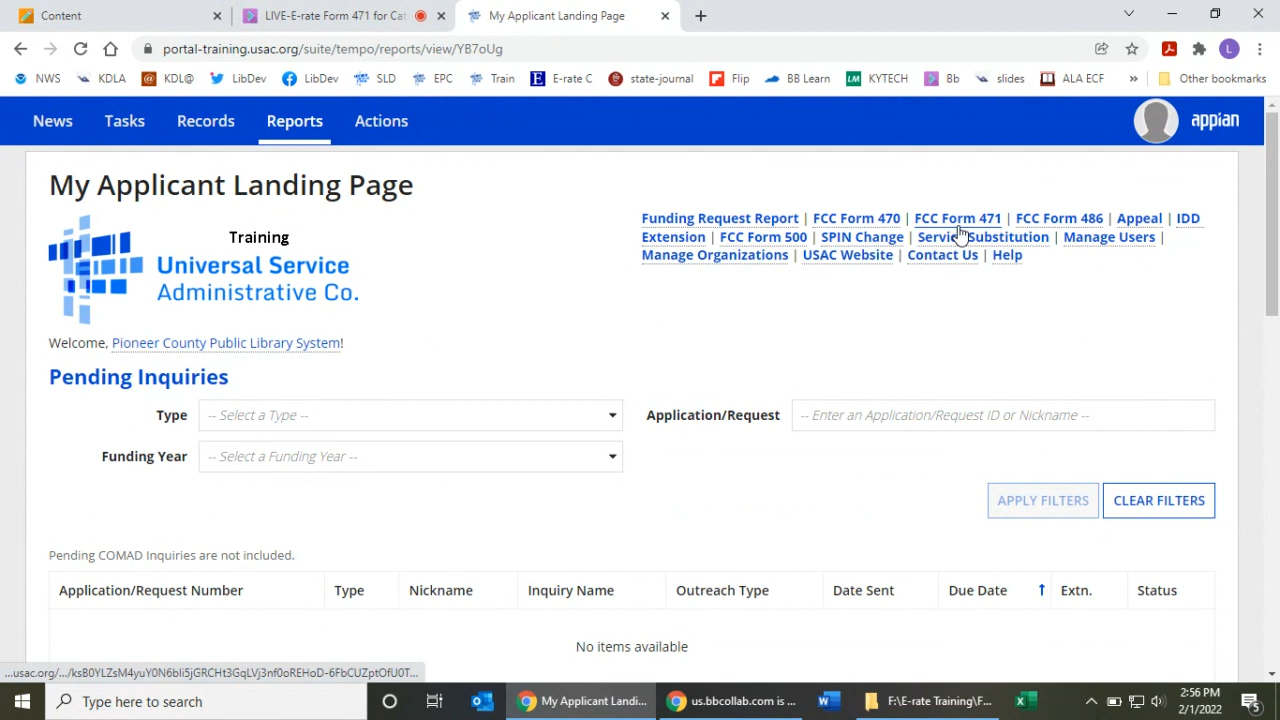 Content
LIVE-E-rate Form 471 for Cat
My Applicant Landing Page
portal-training.usac.org/suite/tempo/reports/view/YB7oUg
L
NWS KDLA KDL@ LibDev LibDev SLD EPC Train E-rate C state-journal Flip BB Learn KYTECH Bb slides ALA ECF » Other bookmarks
News Tasks Records Reports Actions appian
My Applicant Landing Page
Funding Request Report | FCC Form 470 | FCC Form 471 | FCC Form 486 | Appeal | IDD
Extension | FCC Form 500 | SPIN Change | Service Substitution | Manage Users |
Manage Organizations | USAC Website | Contact Us | Help
Training
Universal Service
Administrative Co.
Welcome, Pioneer County Public Library System!
Pending Inquiries
Type -- Select a Type -- Application/Request -- Enter an Application/Request ID or Nickname --
Funding Year -- Select a Funding Year --
APPLY FILTERS CLEAR FILTERS
Pending COMAD Inquiries are not included.
Application/Request Number Type Nickname Inquiry Name Outreach Type Date Sent Due Date ↑ Extn. Status
No items available
Type here to search
My Applicant Landi...
us.bbcollab.com is ...
F:\E-rate Training\F...
2:56 PM
2/1/2022
5